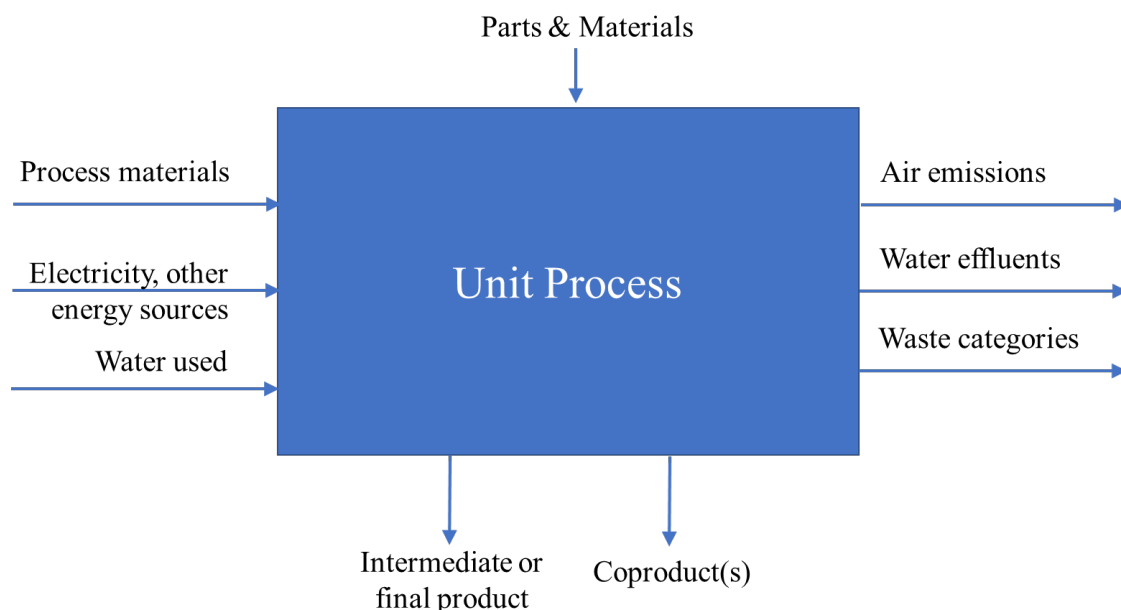 Parts & Materials
Process materials
Air emissions
Electricity, other
energy sources
Unit Process
Water effluents
Water used
Waste categories
Intermediate or
final product
Coproduct(s)